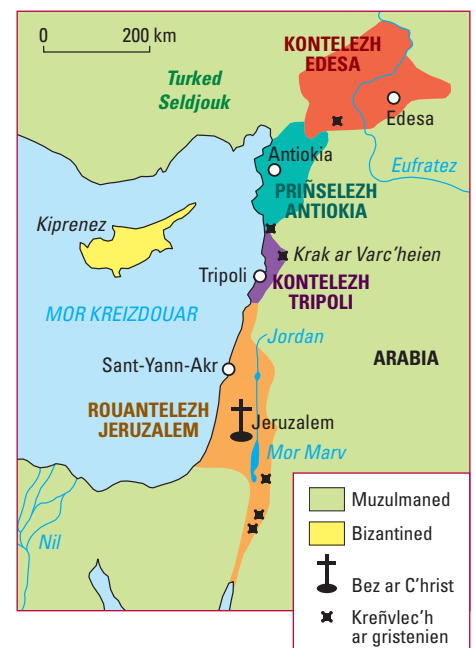 0 200 km
KONTELEZH
EDESA
Turked
Seldjouk
Edesa
Antiokia
Eufratez
PRIÑSELEZH
ANTIOKIA
Kiprenez
Krak ar Varc'heien
Tripoli
KONTELEZH
TRIPOLI
MOR KREIZDOUAR
Jordan
ARABIA
Sant-Yann-Akr
ROUANTELEZH
JERUZALEM
Jeruzalem
Mor Marv
Nil
Muzulmaned
Bizantined
Bez ar C'hrist
Kreñvlec'h
ar gristenien